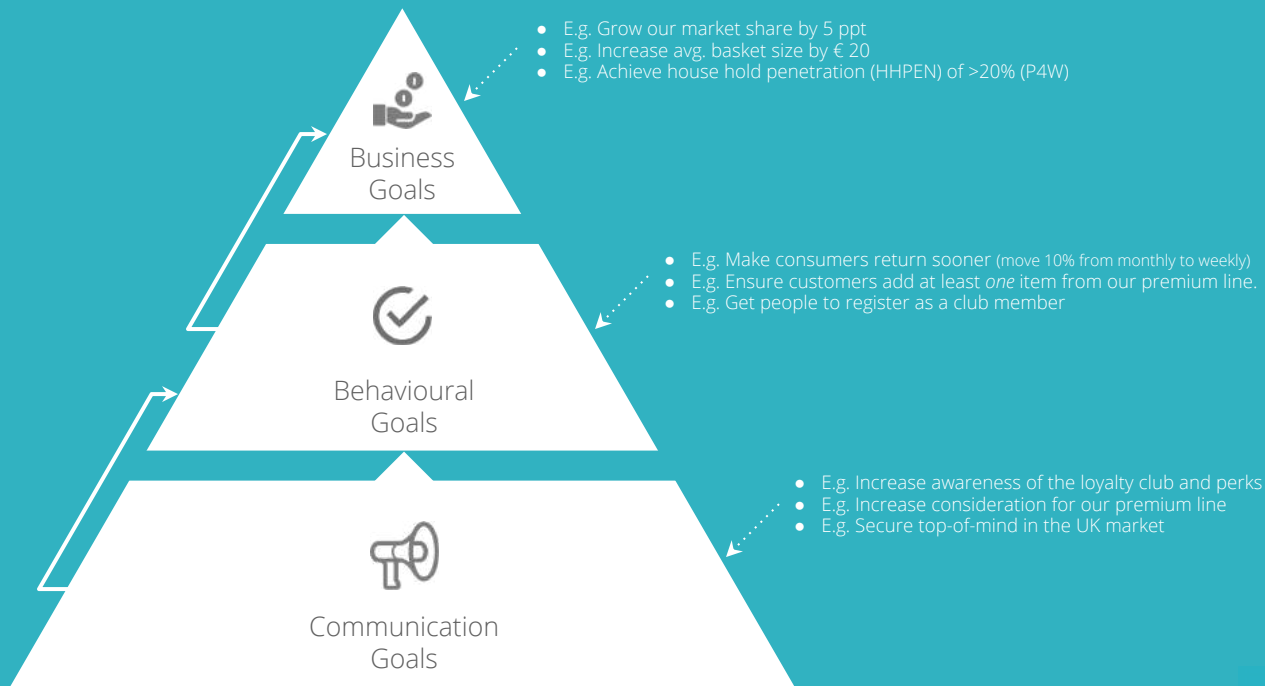 ● E.g. Grow our market share by 5 ppt
● E.g. Increase avg. basket size by € 20
● E.g. Achieve house hold penetration (HHPEN) of >20% (P4W)
Business
Goals
● E.g. Make consumers return sooner (move 10% from monthly to weekly)
● E.g. Ensure customers add at least one item from our premium line.
● E.g. Get people to register as a club member
Behavioural
Goals
● E.g. Increase awareness of the loyalty club and perks
● E.g. Increase consideration for our premium line
● E.g. Secure top-of-mind in the UK market
Communication
Goals